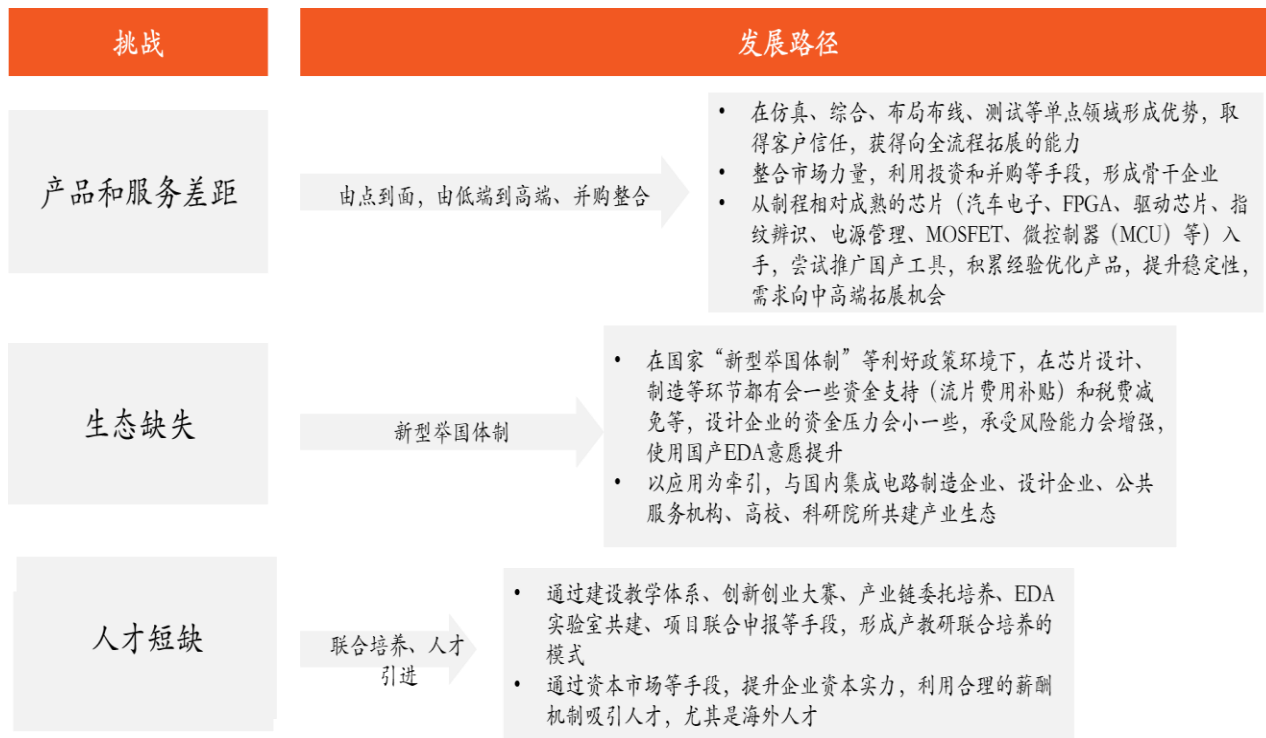 挑战
发展路径
产品和服务差距
由点到面，由低端到高端、并购整合
• 在仿真、综合、布局布线、测试等单点领域形成优势，取
得客户信任，获得向全流程拓展的能力
• 整合市场力量，利用投资和并购等手段，形成骨干企业
• 从制程相对成熟的芯片（汽车电子、FPGA、驱动芯片、指
纹辨识、电源管理、MOSFET、微控制器（MCU）等）入
手，尝试推广国产工具，积累经验优化产品，提升稳定性，
需求向中高端拓展机会
生态缺失
新型举国体制
• 在国家“新型举国体制”等利好政策环境下，在芯片设计、
制造等环节都有会一些资金支持（流片费用补贴）和税费减
免等，设计企业的资金压力会小一些，承受风险能力会增强，
使用国产EDA意愿提升
• 以应用为牵引，与国内集成电路制造企业、设计企业、公共
服务机构、高校、科研院所共建产业生态
人才短缺
联合培养、人才
引进
• 通过建设教学体系、创新创业大赛、产业链委托培养、EDA
实验室共建、项目联合申报等手段，形成产教研联合培养的
模式
• 通过资本市场等手段，提升企业资本实力，利用合理的薪酬
机制吸引人才，尤其是海外人才